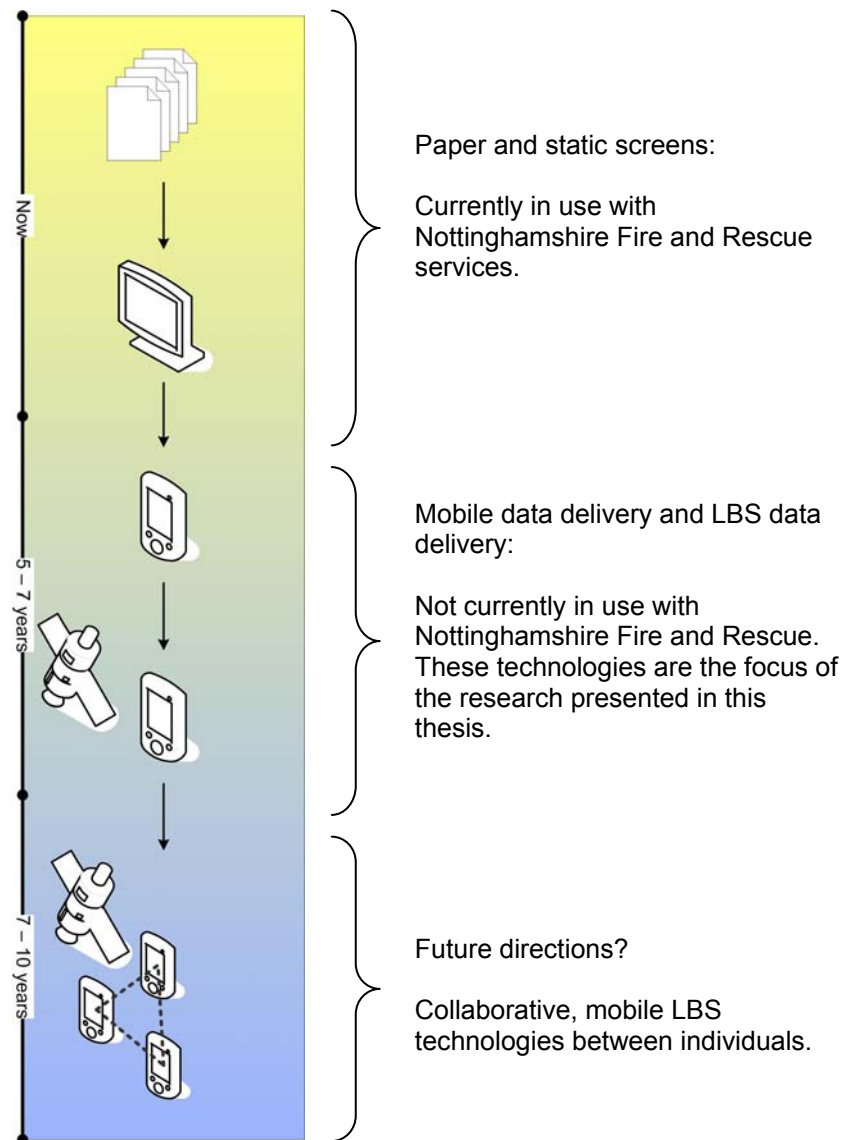 Now
Paper and static screens:
Currently in use with
Nottinghamshire Fire and Rescue
services.
5 – 7 years
Mobile data delivery and LBS data
delivery:
Not currently in use with
Nottinghamshire Fire and Rescue.
These technologies are the focus of
the research presented in this
thesis.
7 – 10 years
Future directions?
Collaborative, mobile LBS
technologies between individuals.